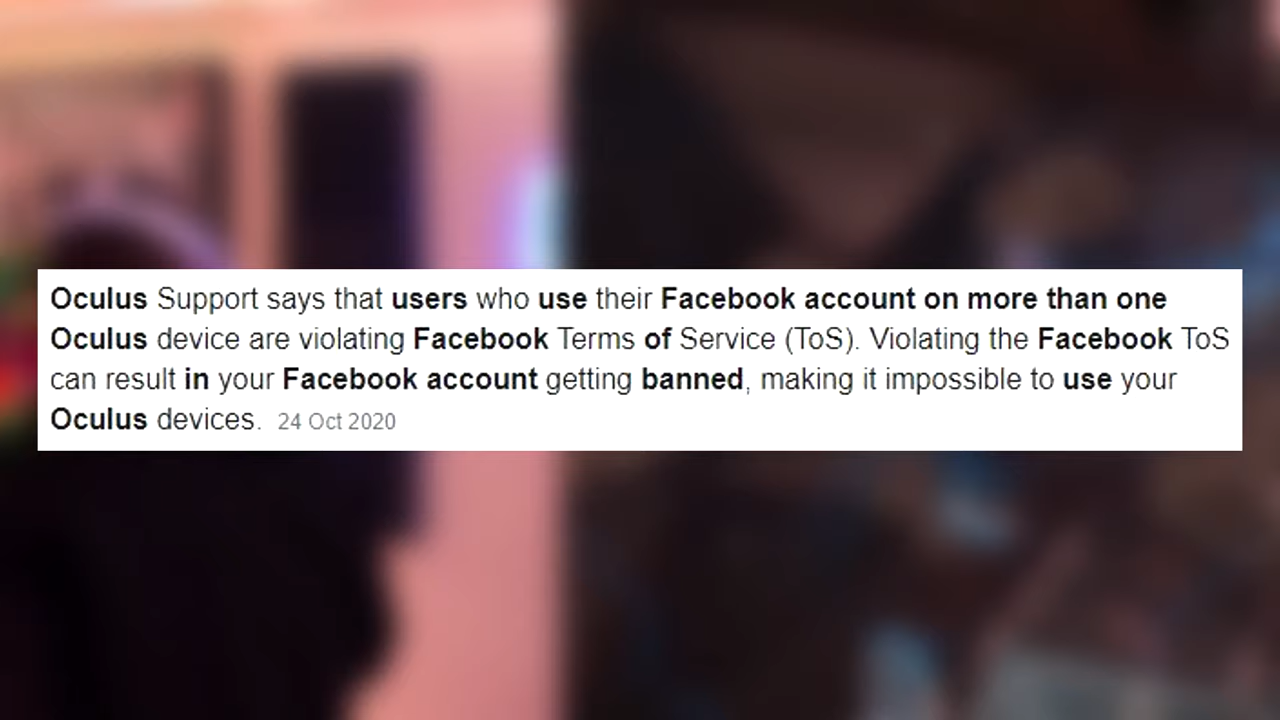 Oculus Support says that users who use their Facebook account on more than one
Oculus device are violating Facebook Terms of Service (ToS). Violating the Facebook ToS
can result in your Facebook account getting banned, making it impossible to use your
Oculus devices. 24 Oct 2020